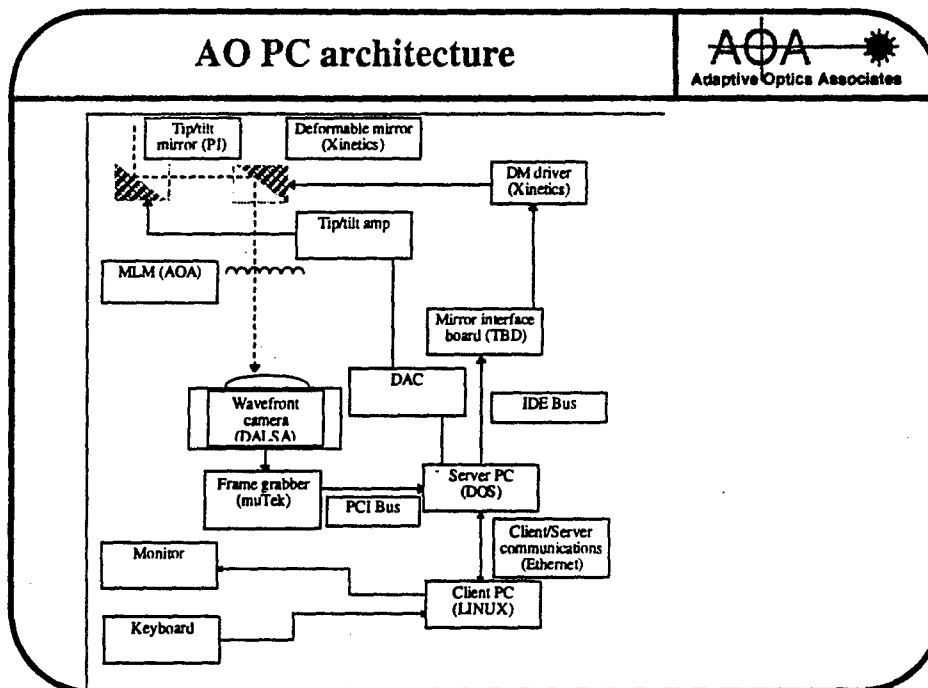 AO PC architecture
AOA
Adaptive Optics Associates
Tip/tilt
mirror (PI)
Deformable mirror
(Xinetics)
DM driver
(Xinetics)
Tip/tilt amp
MLM (AOA)
Mirror interface
board (TBD)
DAC
IDE Bus
Wavefront
camera
(DALSA)
Frame grabber
(muTek)
PCI Bus
Server PC
(DOS)
Client/Server
communications
(Ethernet)
Monitor
Client PC
(LINUX)
Keyboard